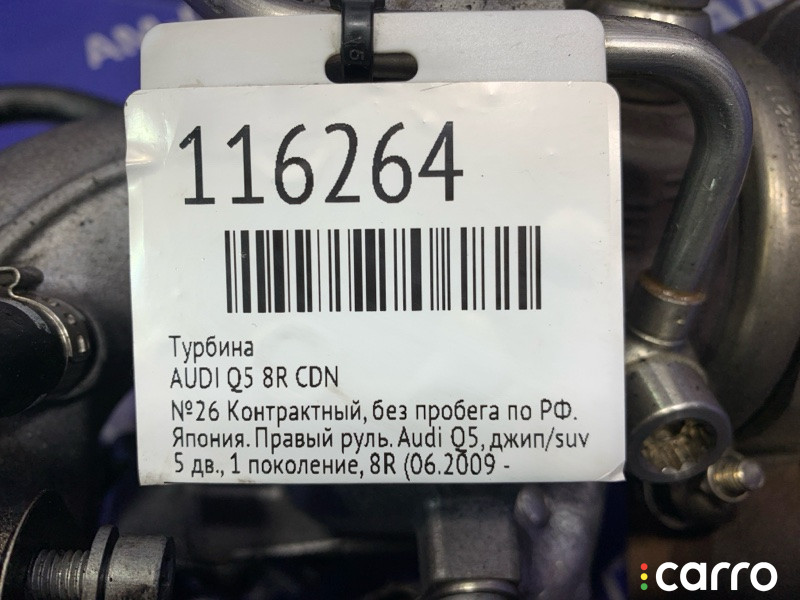 AM
116264
Турбина
AUDI Q5 8R CDN
№26 Контрактный, без пробега по РФ.
Япония. Правый руль. Audi Q5, джип/suv
5 дв., 1 поколение, 8R (06.2009 -
carro